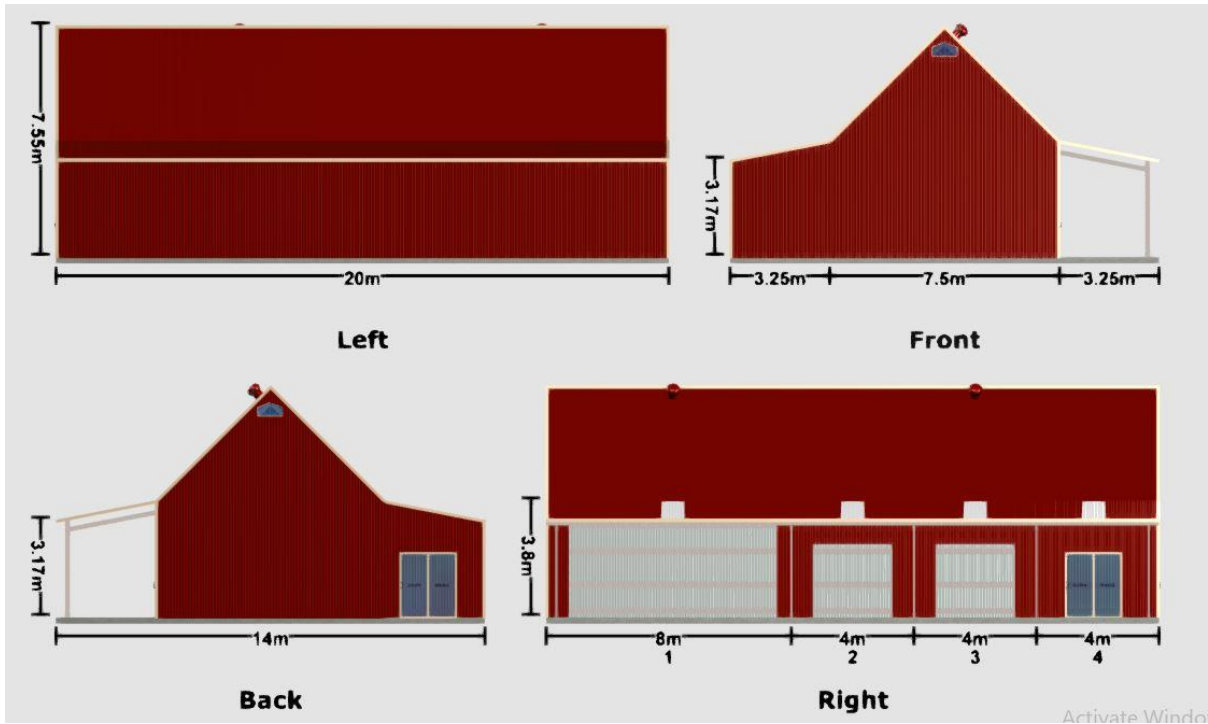 7.55m
20m
Left
3.17m
3.25m
7.5m
3.25m
Front
3.17m
14m
Back
3.8m
8m
4m
4m
4m
1
2
3
4
Right
Activate Windo